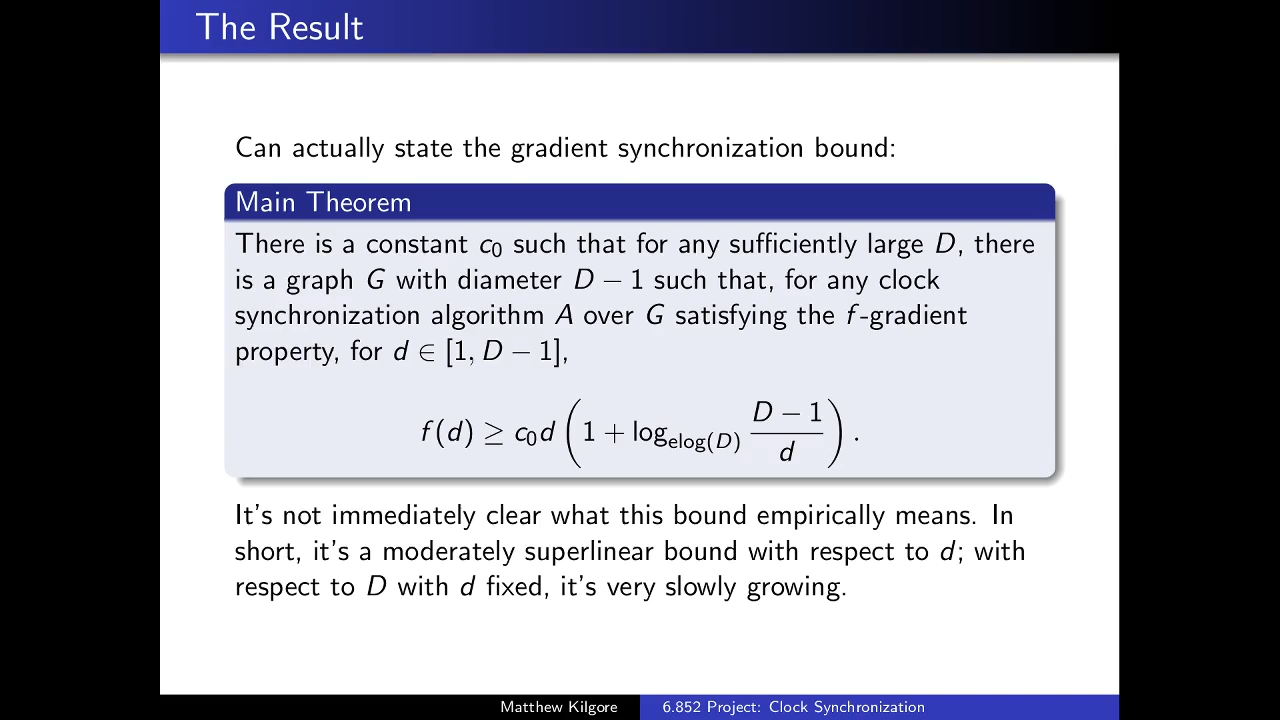 The Result
Can actually state the gradient synchronization bound:
Main Theorem
There is a constant c₀ such that for any sufficiently large D, there
is a graph G with diameter D − 1 such that, for any clock
synchronization algorithm A over G satisfying the f-gradient
property, for d ∈ [1, D − 1],
f(d) ≥ c₀d (1 + log_{elog(D)} \frac{D − 1}{d}).
It's not immediately clear what this bound empirically means. In
short, it's a moderately superlinear bound with respect to d; with
respect to D with d fixed, it's very slowly growing.
Matthew Kilgore
6.852 Project: Clock Synchronization